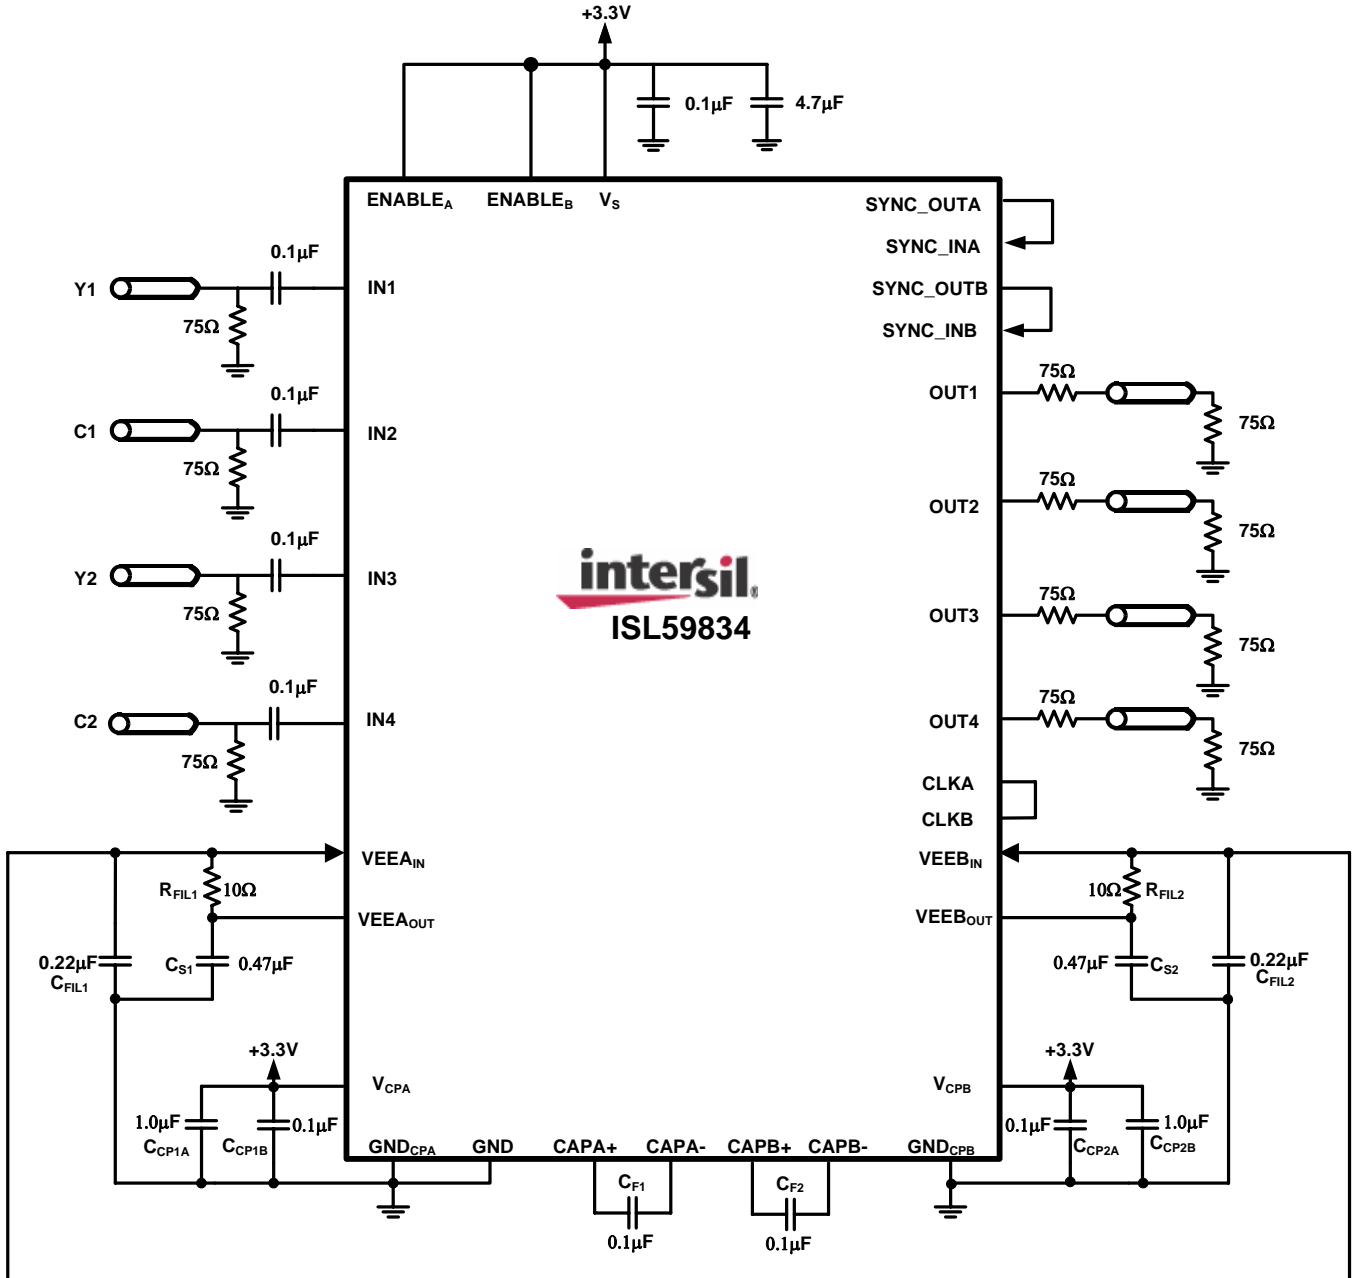 +3.3V
0.1μF
4.7μF
ENABLEA
ENABLEB
VS
SYNC_OUTA
SYNC_INA
SYNC_OUTB
SYNC_INB
0.1μF
Y1
75Ω
IN1
0.1μF
C1
75Ω
IN2
0.1μF
Y2
75Ω
IN3
0.1μF
C2
75Ω
IN4
intersil®
ISL59834
75Ω
OUT1
75Ω
75Ω
OUT2
75Ω
75Ω
OUT3
75Ω
75Ω
OUT4
75Ω
CLKA
CLKB
VEEAIN
RFIL1
10Ω
VEEAOUT
0.22μF
CFIL1
CS1
0.47μF
VEEBIN
10Ω
RFIL2
VEEBOUT
0.47μF
CS2
0.22μF
CFIL2
+3.3V
VCPA
1.0μF
CCP1A
CCP1B
0.1μF
+3.3V
VCPB
0.1μF
CCP2A
1.0μF
CCP2B
GNDCPA
GND
CAPA+
CAPA-
CAPB+
CAPB-
GNDCPB
CF1
0.1μF
CF2
0.1μF